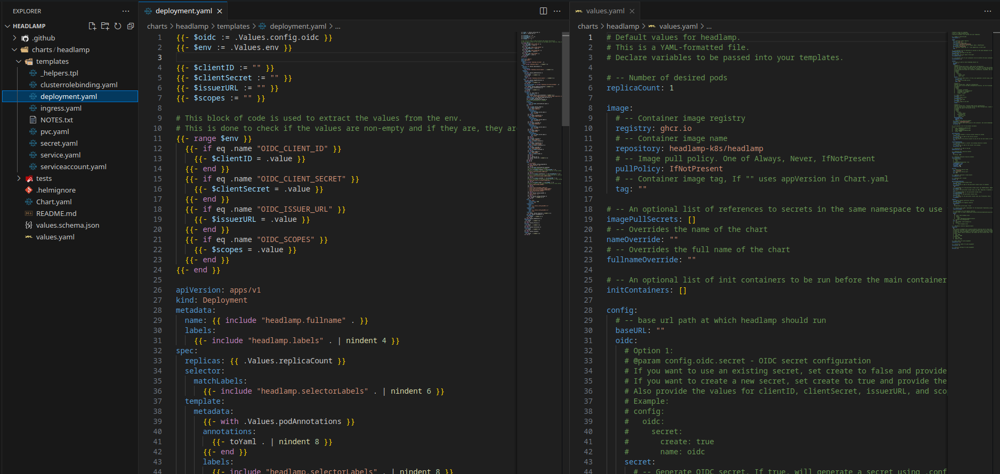 EXPLORER
HEADLAMP
.github
charts / headlamp
templates
_helpers.tpl
clusterrolebinding.yaml
deployment.yaml
ingress.yaml
NOTES.txt
pvc.yaml
secret.yaml
service.yaml
serviceaccount.yaml
tests
.helmignore
Chart.yaml
README.md
values.schema.json
values.yaml
deployment.yaml
charts > headlamp > templates > deployment.yaml > ...
1 {{- $oidc := .Values.config.oidc }}
2 {{- $env := .Values.env }}
3
4 {{- $clientID := "" }}
5 {{- $clientSecret := "" }}
6 {{- $issuerURL := "" }}
7 {{- $scopes := "" }}
8
9 # This block of code is used to extract the values from the env.
10 # This is done to check if the values are non-empty and if they are, they ar
11 {{- range $env }}
12   {{- if eq .name "OIDC_CLIENT_ID" }}
13     {{- $clientID = .value }}
14   {{- end }}
15   {{- if eq .name "OIDC_CLIENT_SECRET" }}
16     {{- $clientSecret = .value }}
17   {{- end }}
18   {{- if eq .name "OIDC_ISSUER_URL" }}
19     {{- $issuerURL = .value }}
20   {{- end }}
21   {{- if eq .name "OIDC_SCOPES" }}
22     {{- $scopes = .value }}
23   {{- end }}
24 {{- end }}
25
26 apiVersion: apps/v1
27 kind: Deployment
28 metadata:
29   name: {{ include "headlamp.fullname" . }}
30   labels:
31     {{- include "headlamp.labels" . | nindent 4 }}
32 spec:
33   replicas: {{ .Values.replicaCount }}
34   selector:
35     matchLabels:
36       {{- include "headlamp.selectorLabels" . | nindent 6 }}
37   template:
38     metadata:
39       {{- with .Values.podAnnotations }}
40       annotations:
41         {{- toYaml . | nindent 8 }}
42       {{- end }}
43       labels:
44         {{- include "headlamp.selectorLabels" . | nindent 8 }}
values.yaml
charts > headlamp > values.yaml > ...
1 # Default values for headlamp.
2 # This is a YAML-formatted file.
3 # Declare variables to be passed into your templates.
4
5 # -- Number of desired pods
6 replicaCount: 1
7
8 image:
9   # -- Container image registry
10   registry: ghcr.io
11   # -- Container image name
12   repository: headlamp-k8s/headlamp
13   # -- Image pull policy. One of Always, Never, IfNotPresent
14   pullPolicy: IfNotPresent
15   # -- Container image tag, If "" uses appVersion in Chart.yaml
16   tag: ""
17
18 # -- An optional list of references to secrets in the same namespace to use
19 imagePullSecrets: []
20 # -- Overrides the name of the chart
21 nameOverride: ""
22 # -- Overrides the full name of the chart
23 fullnameOverride: ""
24
25 # -- An optional list of init containers to be run before the main container
26 initContainers: []
27
28 config:
29   # -- base url path at which headlamp should run
30   baseURL: ""
31   oidc:
32     # Option 1:
33     # @param config.oidc.secret - OIDC secret configuration
34     # If you want to use an existing secret, set create to false and provide
35     # If you want to create a new secret, set create to true and provide the
36     # Also provide the values for clientID, clientSecret, issuerURL, and sco
37     # Example:
38     # config:
39     #   oidc:
40     #     secret:
41     #       create: true
42     #       name: oidc
43     secret:
44       # -- Generate OIDC secret. If true, will generate a secret using .conf